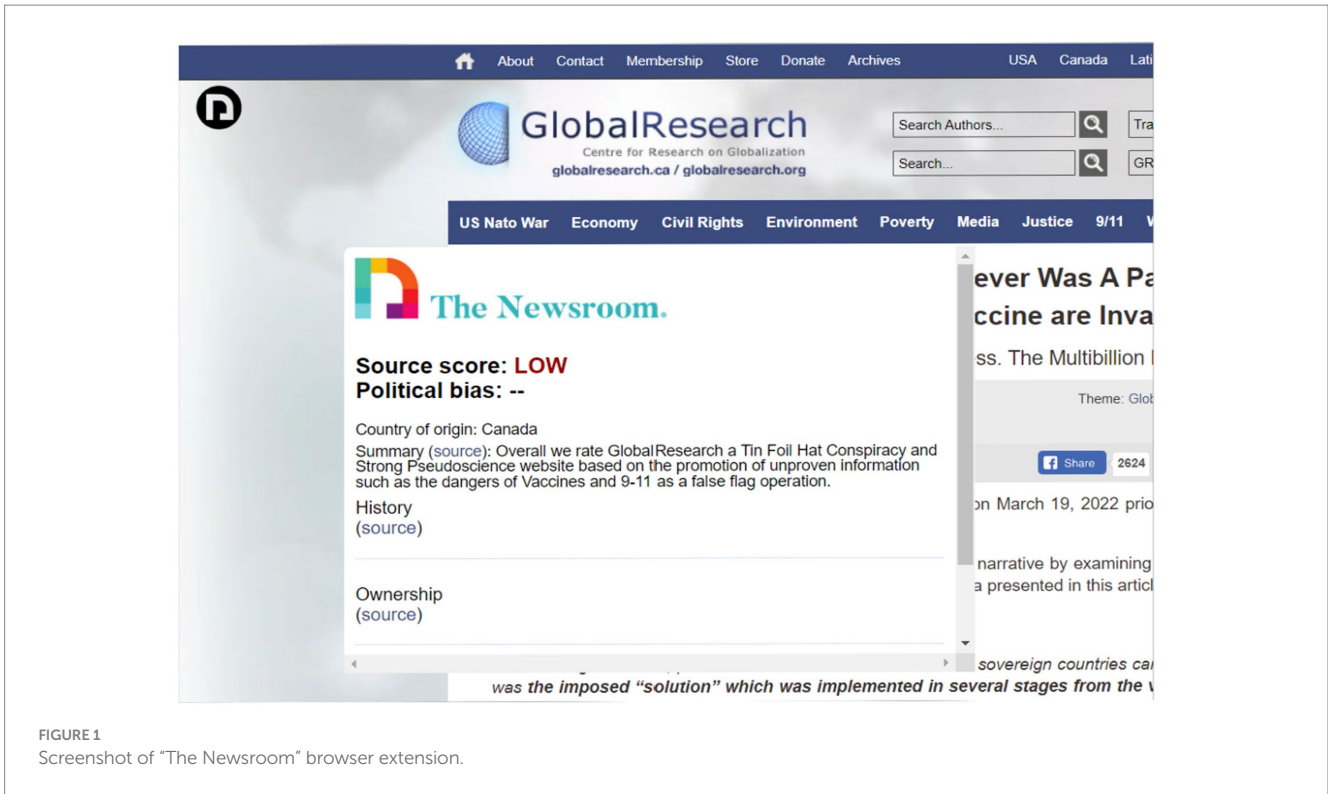 About Contact Membership Store Donate Archives USA Canada
GlobalResearch
Centre for Research on Globalization
globalresearch.ca / globalresearch.org
Search Authors...
Search...
US Nato War Economy Civil Rights Environment Poverty Media Justice 9/11
The Newsroom.
Source score: LOW
Political bias: --
Country of origin: Canada
Summary (source): Overall we rate GlobalResearch a Tin Foil Hat Conspiracy and
Strong Pseudoscience website based on the promotion of unproven information
such as the dangers of Vaccines and 9-11 as a false flag operation.
History
(source)
Ownership
(source)
ever Was A Pa
ccine are Inva
ss. The Multibillion
Theme: Glob
Share 2624
on March 19, 2022 prio
narrative by examining
a presented in this articl
sovereign countries
was the imposed “solution” which was implemented in several stages from the
FIGURE 1
Screenshot of “The Newsroom” browser extension.